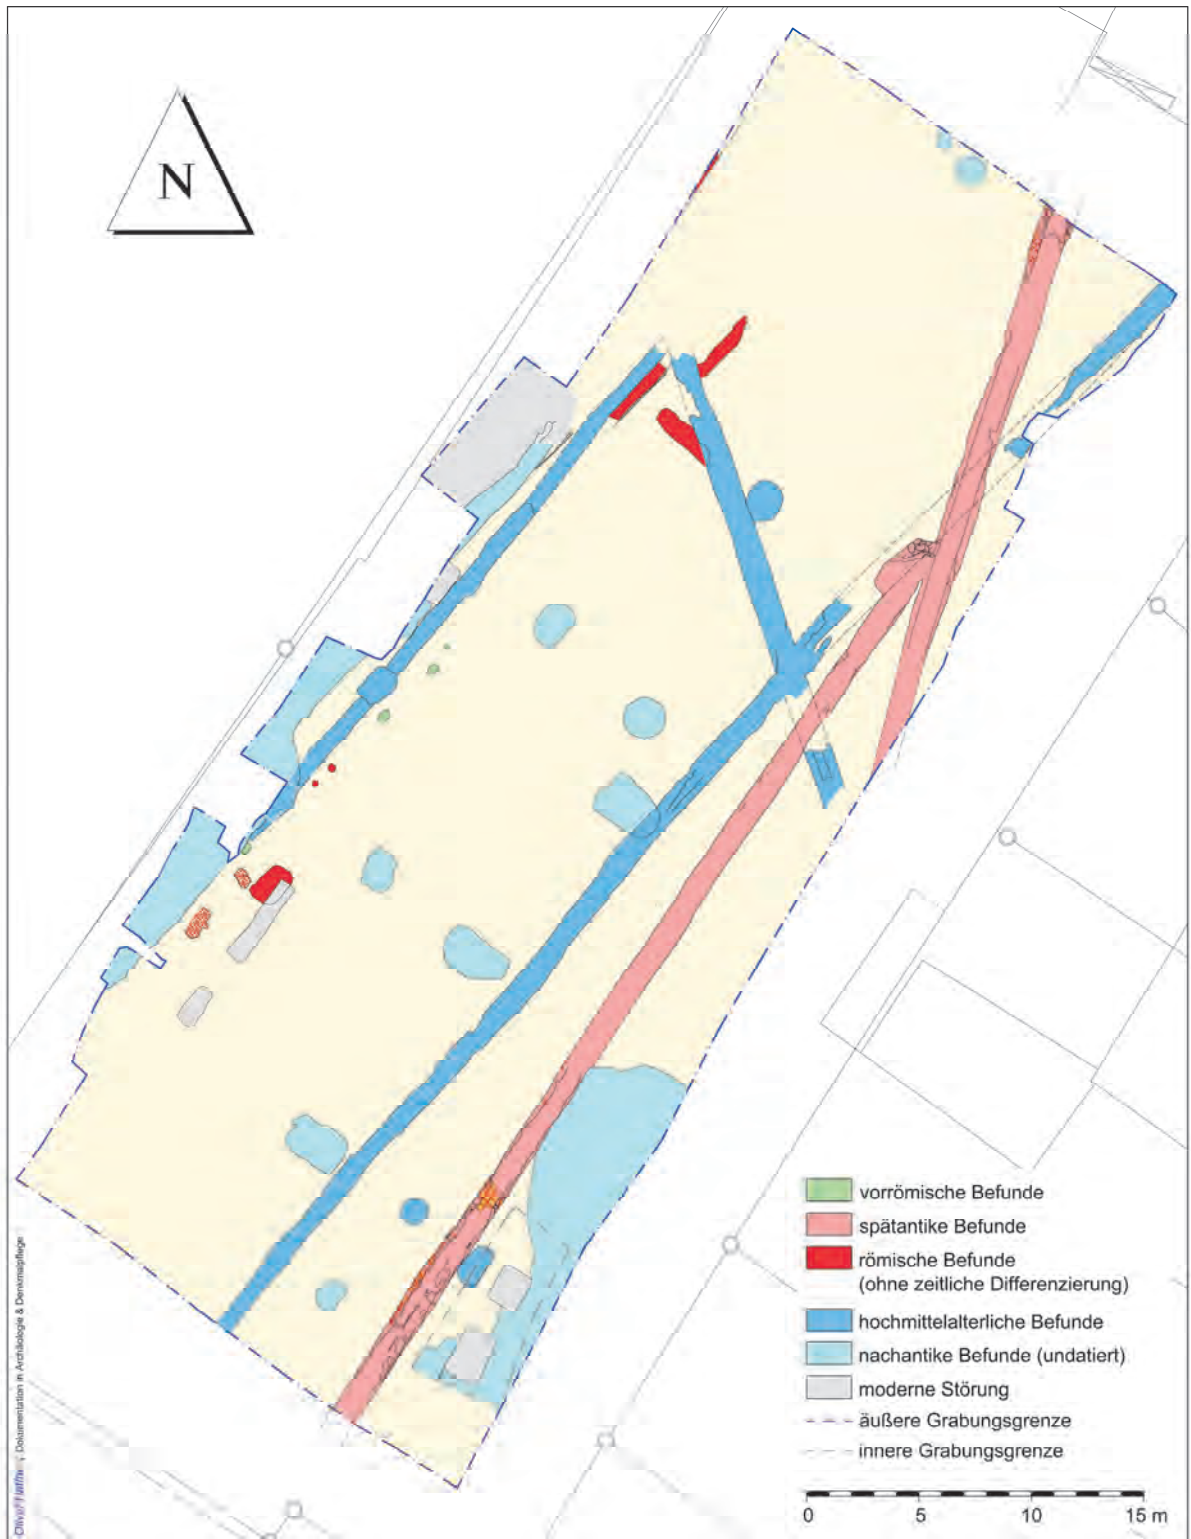 N
vorrömische Befunde
spätantike Befunde
römische Befunde
(ohne zeitliche Differenzierung)
hochmittelalterliche Befunde
nachantike Befunde (undatiert)
moderne Störung
äußere Grabungsgrenze
innere Grabungsgrenze
0 5 10 15 m
Dokumentation in Archäologie & Denkmalpflege